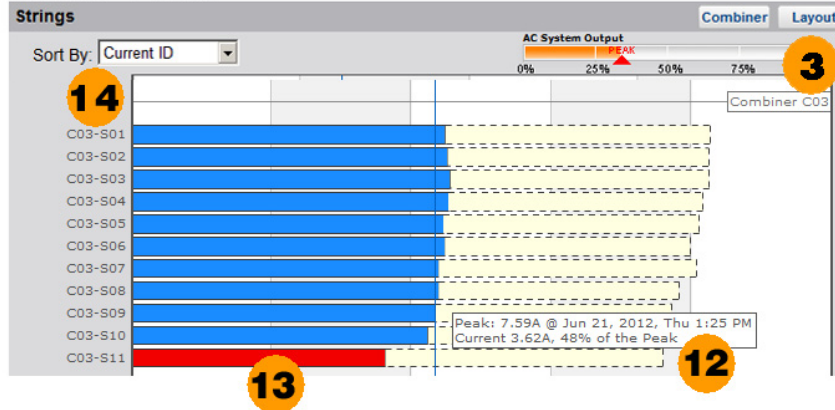 Strings
Combiner
Layout
Sort By: Current ID
AC System Output
PEAK
0% 25% 50% 75%
3
14
Combiner C03
C03-S01
C03-S02
C03-S03
C03-S04
C03-S05
C03-S06
C03-S07
C03-S08
C03-S09
Peak: 7.59A @ Jun 21, 2012, Thu 1:25 PM
Current 3.62A, 48% of the Peak
C03-S10
C03-S11
12
13